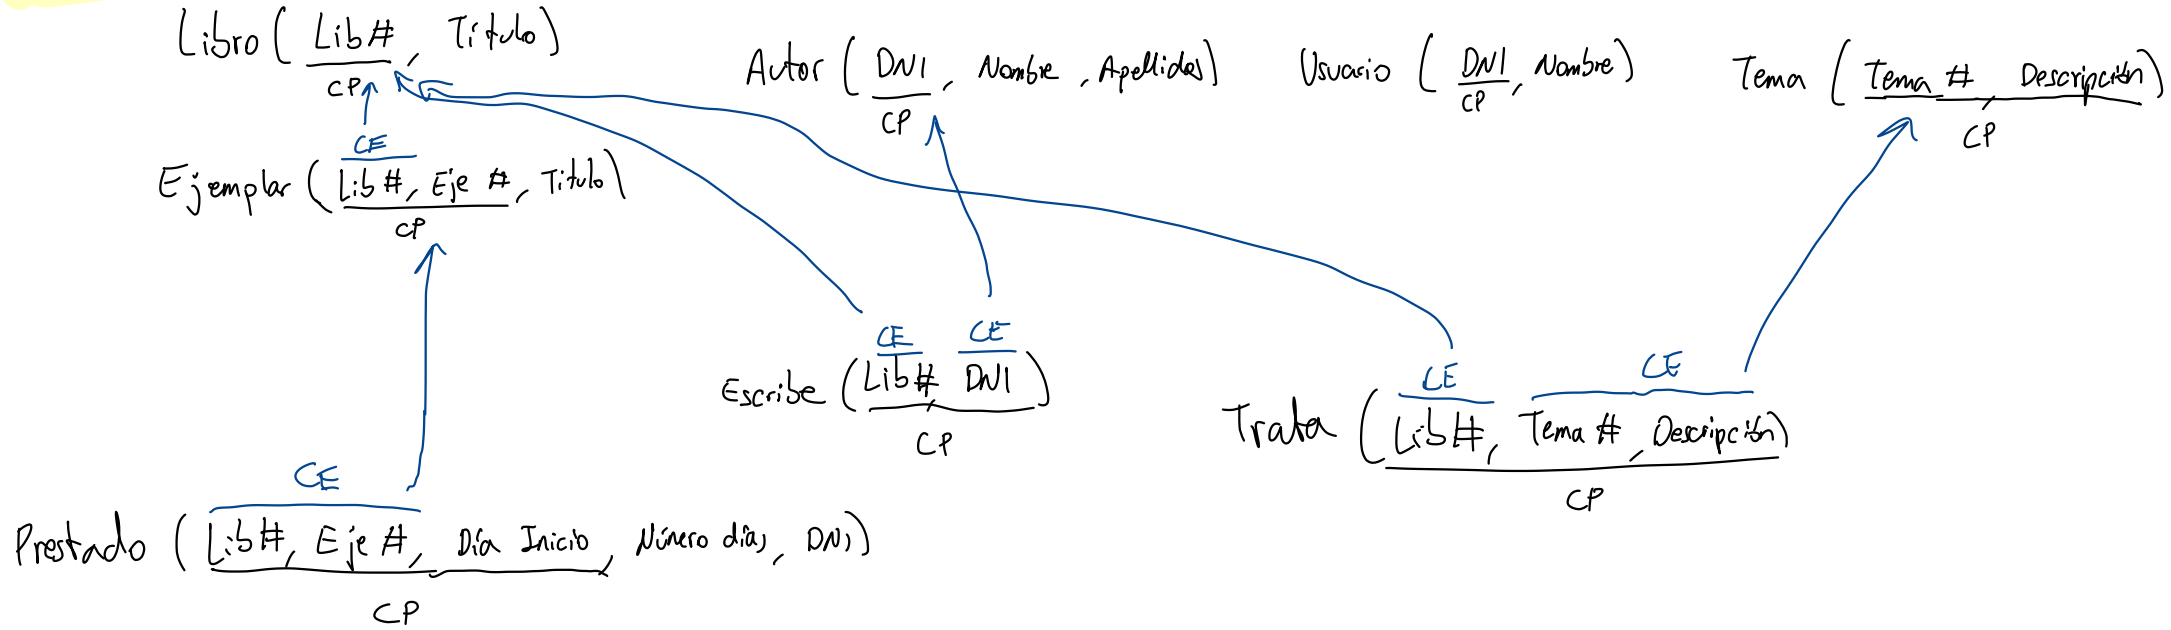 Libro ( Lib#, Título)
CP
Autor ( DNI, Nombre, Apellidos)
CP
Usuario ( DNI, Nombre)
CP
Tema ( Tema #, Descripción)
CP
CE
Ejemplar ( Lib#, Eje #, Titulo)
CP
CE CE
Escribe ( Lib#, DNI )
CP
CE CE
Trata ( Lib#, Tema #, Descripción)
CP
CE
Prestado ( Lib#, Eje #, Día Inicio, Número días, DNI)
CP